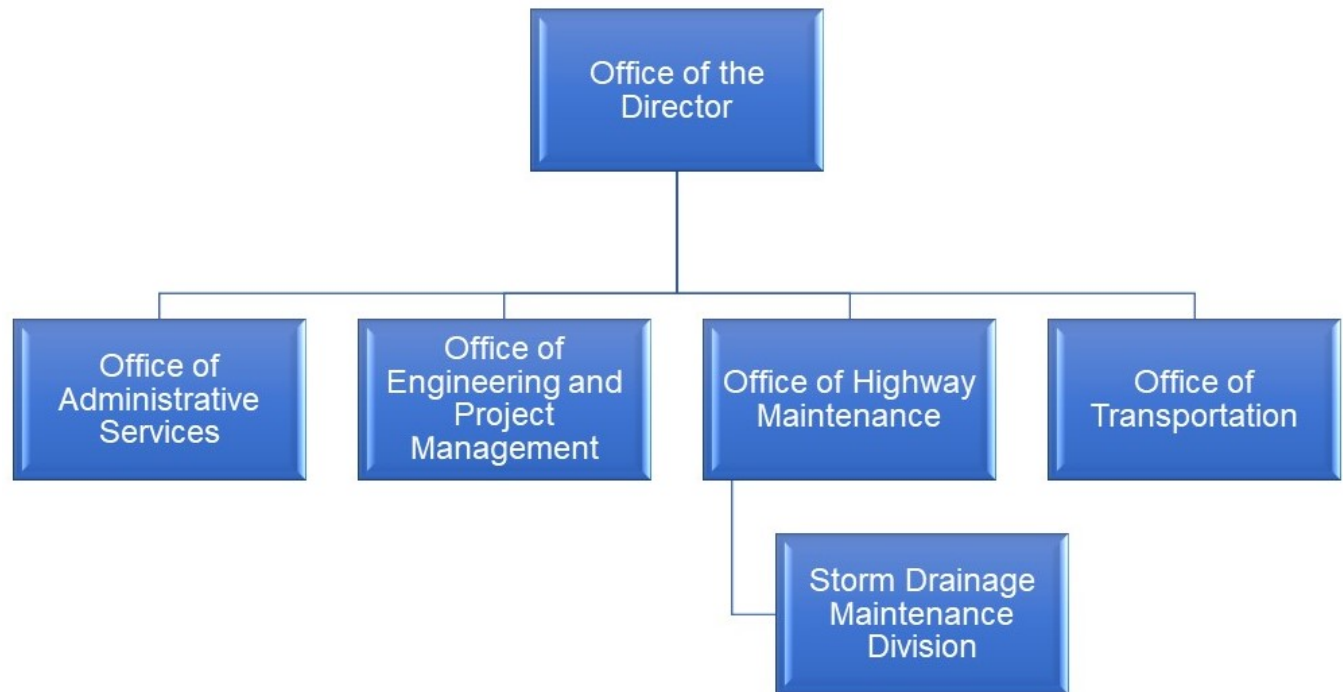 Office of the
Director
Office of
Administrative
Services
Office of
Engineering and
Project
Management
Office of Highway
Maintenance
Office of
Transportation
Storm Drainage
Maintenance
Division